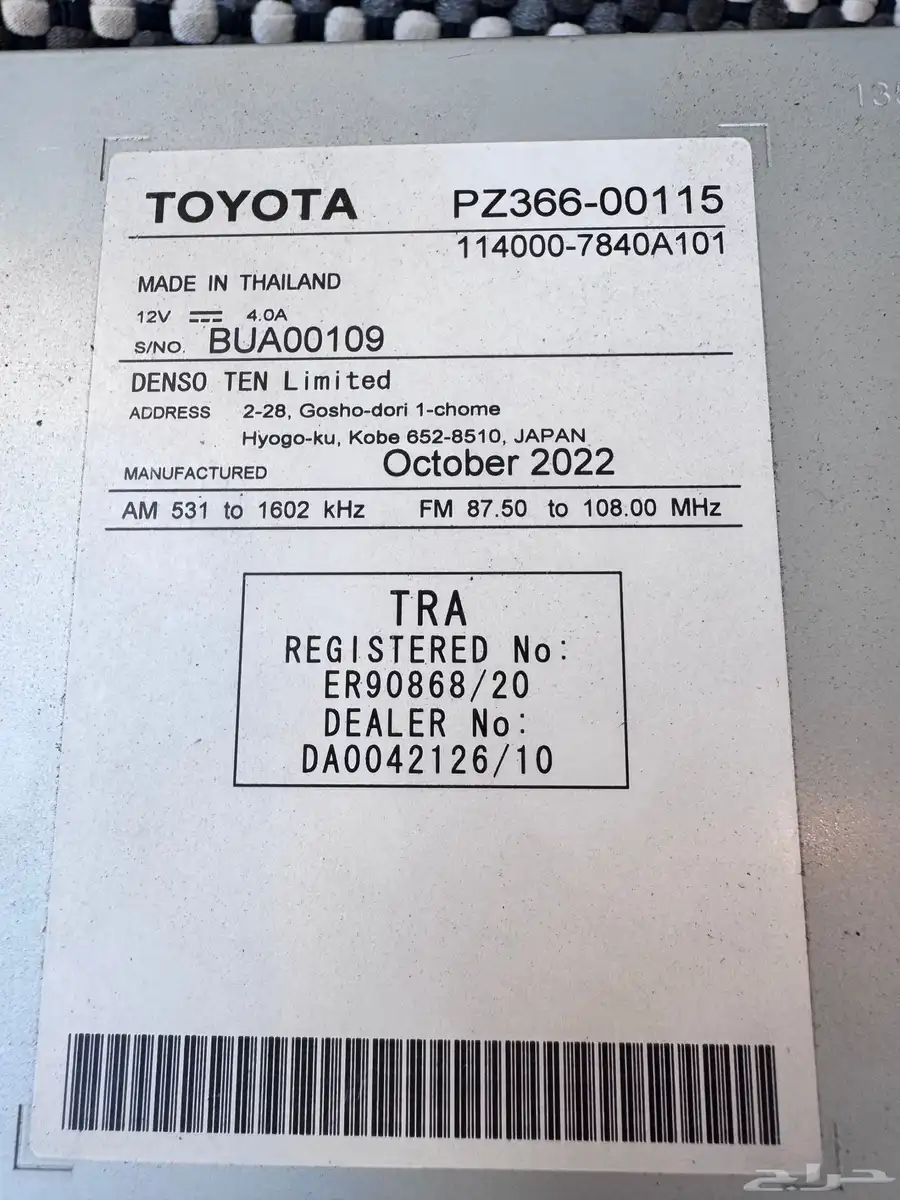 TOYOTA PZ366-00115
114000-7840A101
MADE IN THAILAND
12V 4.0A
S/NO. BUA00109
DENSO TEN Limited
ADDRESS 2-28, Gosho-dori 1-chome
Hyogo-ku, Kobe 652-8510, JAPAN
MANUFACTURED October 2022
AM 531 to 1602 kHz FM 87.50 to 108.00 MHz
TRA
REGISTERED No:
ER90868/20
DEALER No:
DA0042126/10
حراج